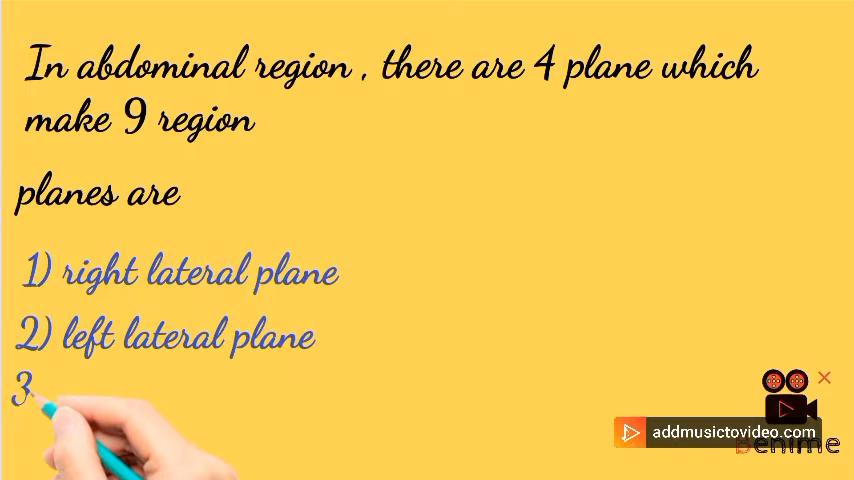 In abdominal region , there are 4 plane which
make 9 region
planes are
1) right lateral plane
2) left lateral plane
3
addmusictovideo.com
Benime